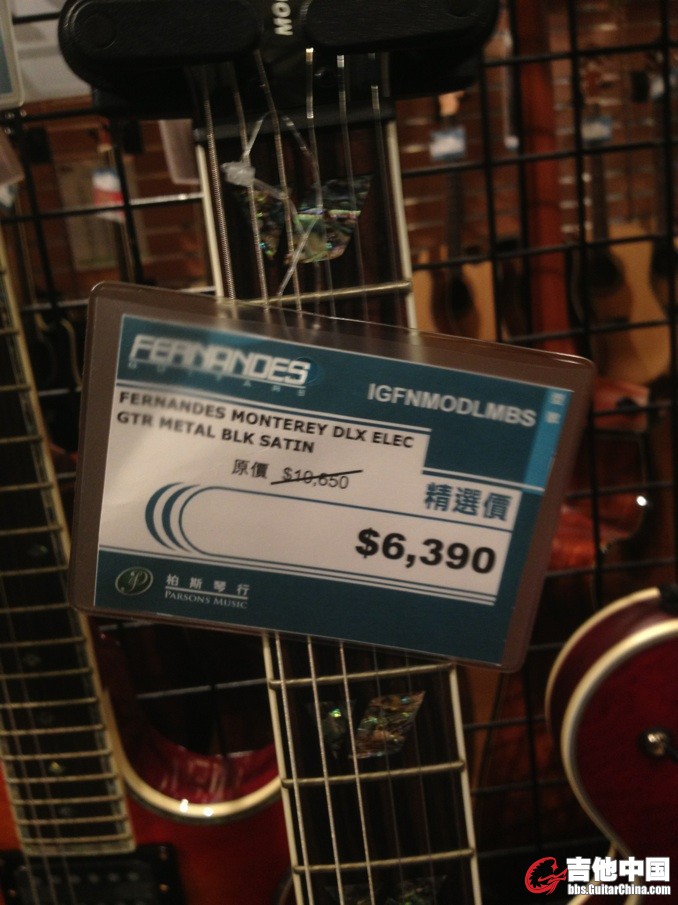 MO
FERNANDES
GUITARS
IGFNMODLMBS
FERNANDES MONTEREY DLX ELEC
GTR METAL BLK SATIN
原價 $10,650
精選價
$6,390
柏斯琴行
PARSONS MUSIC
吉他中国
bbs.GuitarChina.com